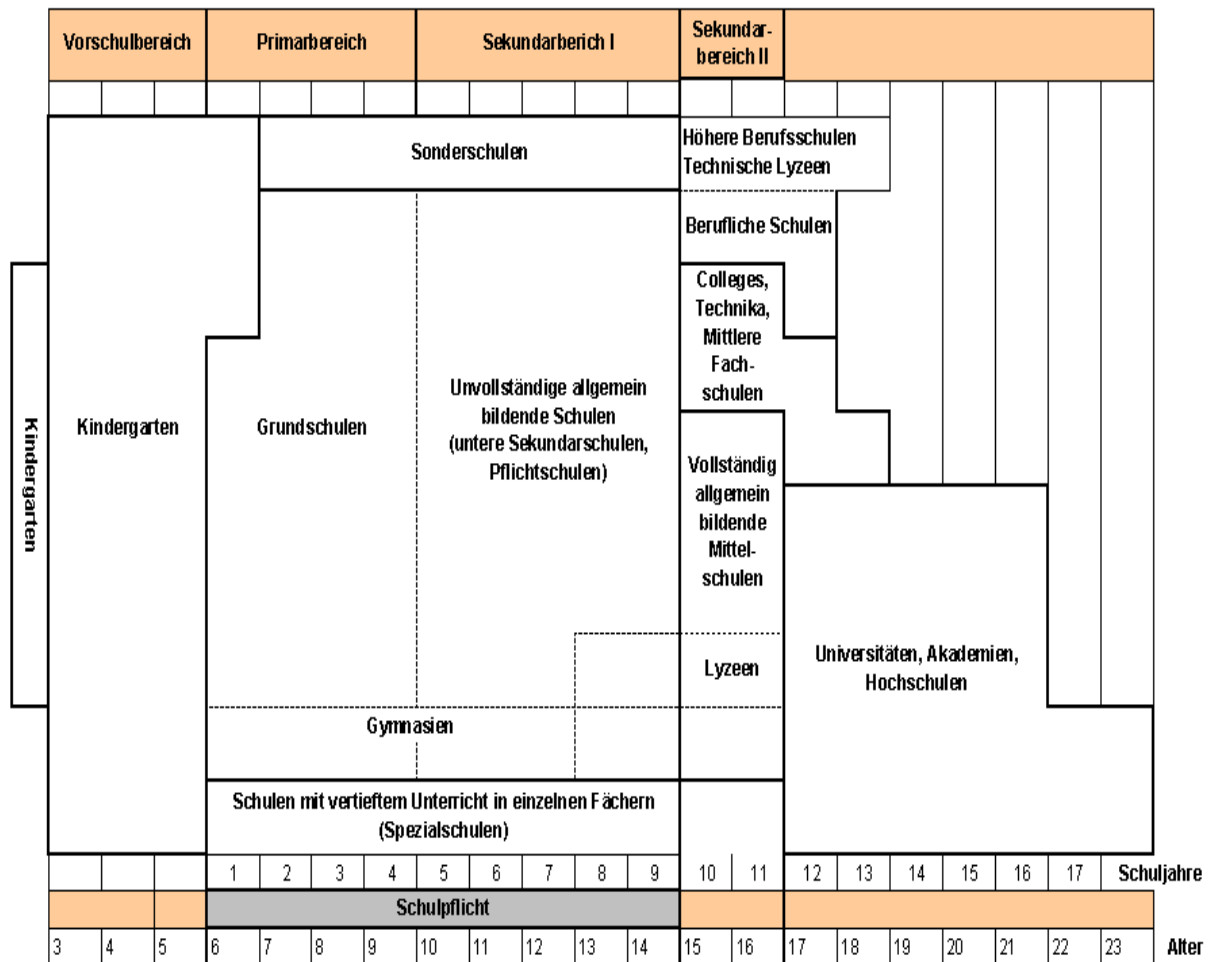 Vorschulbereich
Primarbereich
Sekundarberich I
Sekundar-
bereich II
Sonderschulen
Höhere Berufsschulen
Technische Lyzeen
Berufliche Schulen
Colleges,
Technika,
Mittlere
Fach-
schulen
Kindergarten
Kindergarten
Grundschulen
Unvollständige allgemein
bildende Schulen
(untere Sekundarschulen,
Pflichtschulen)
Vollständig
allgemein
bildende
Mittel-
schulen
Lyzeen
Universitäten, Akademien,
Hochschulen
Gymnasien
Schulen mit vertieftem Unterricht in einzelnen Fächern
(Spezialschulen)
1 2 3 4 5 6 7 8 9 10 11 12 13 14 15 16 17 Schuljahre
Schulpflicht
3 4 5 6 7 8 9 10 11 12 13 14 15 16 17 18 19 20 21 22 23 Alter